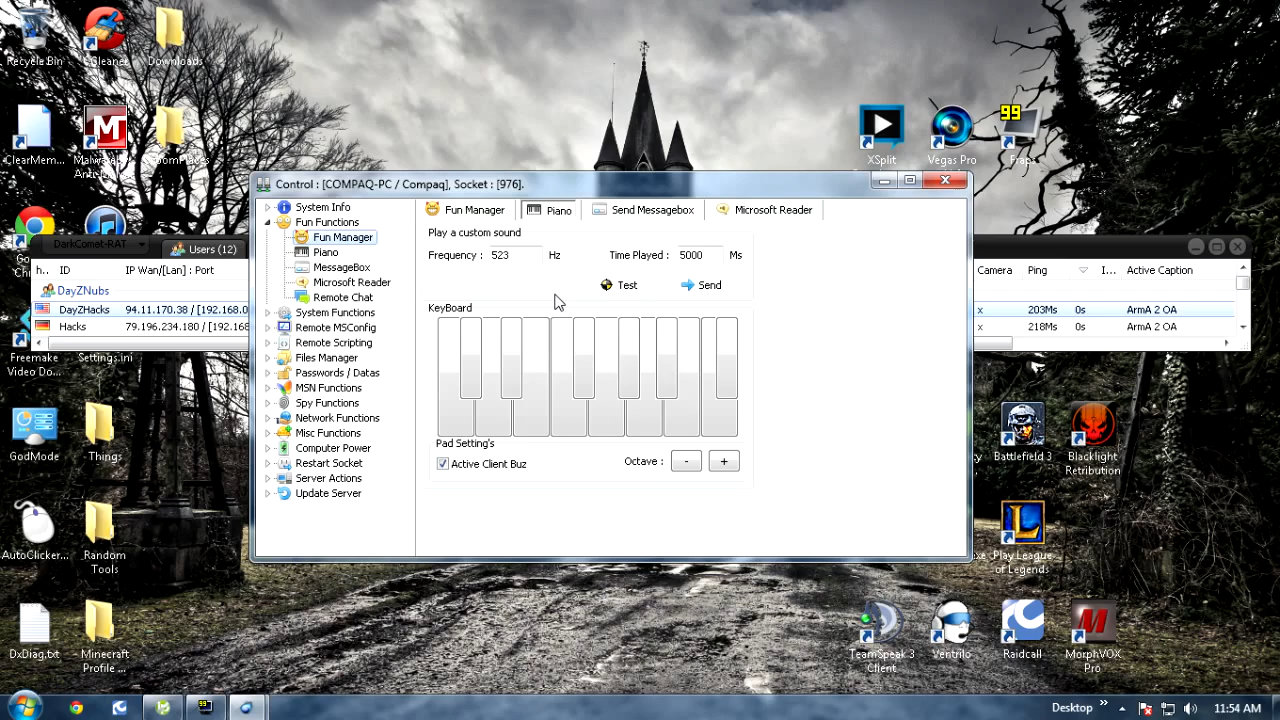 Recycle Bin
CCleaner
Downloads
ClearMem...
XSplit
Vegas Pro
99
Fraps
Control : [COMPAQ-PC / Compaq], Socket : [976].
System Info
Fun Functions
Fun Manager
Piano
MessageBox
Microsoft Reader
Remote Chat
System Functions
Remote MSConfig
Remote Scripting
Files Manager
Passwords / Datas
MSN Functions
Spy Functions
Network Functions
Misc Functions
Computer Power
Restart Socket
Server Actions
Update Server
Fun Manager
Piano
Send Messagebox
Microsoft Reader
Play a custom sound
Frequency : 523 Hz
Time Played : 5000 Ms
Test
Send
KeyBoard
Pad Setting's
Active Client Buz
Octave : - +
DarkComet-RAT
Users (12)
h.. ID IP Wan/[Lan] : Port
Camera Ping I... Active Caption
DayZNubs
DayZHacks 94.11.170.38 / [192.168.0
x 203Ms 0s ArmA 2 OA
Hacks 79.196.234.180 / [192.168
x 218Ms 0s ArmA 2 OA
Freemake
Video Do...
Settings.ini
GodMode
Things
Battlefield 3
Blacklight
Retribution
AutoClicker...
Random
Tools
Play League
of Legends
DxDiag.txt
Minecraft
Profile ...
TeamSpeak 3
Client
Ventrilo
Raidcall
MorphVOX
Pro
99
Desktop
11:54 AM